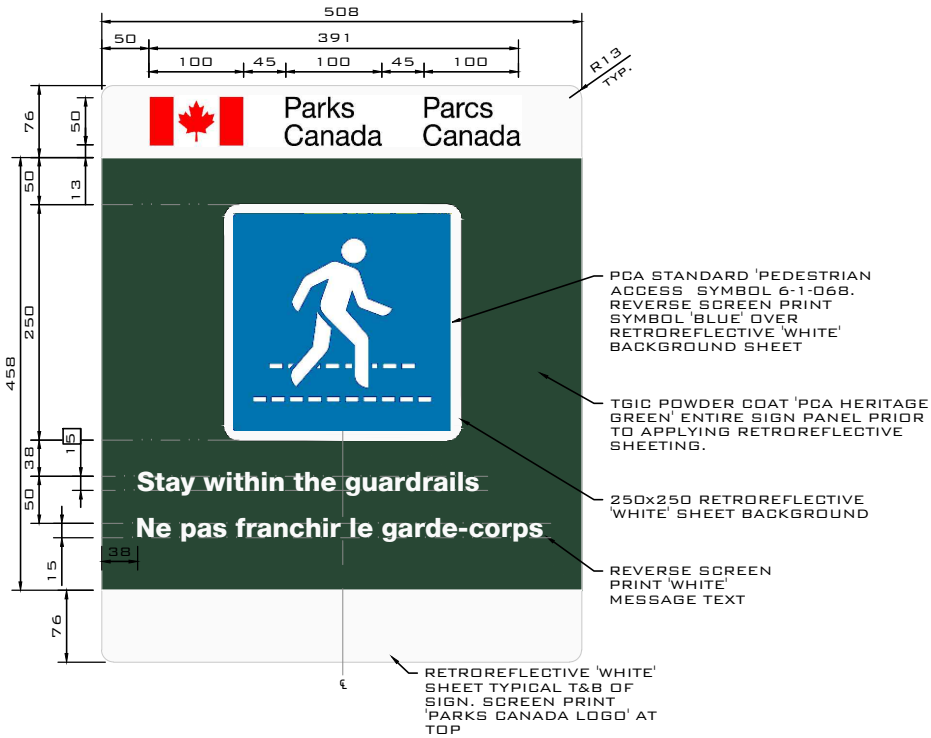 508
50
391
100
45
100
45
100
R13
TYP.
76
50
Parks
Canada
Parcs
Canada
50
13
250
458
38
15
50
15
38
76
PCA STANDARD 'PEDESTRIAN
ACCESS SYMBOL 6-1-068.
REVERSE SCREEN PRINT
SYMBOL 'BLUE' OVER
RETROREFLECTIVE 'WHITE'
BACKGROUND SHEET
TGIC POWDER COAT 'PCA HERITAGE
GREEN' ENTIRE SIGN PANEL PRIOR
TO APPLYING RETROREFLECTIVE
SHEETING.
250x250 RETROREFLECTIVE
'WHITE' SHEET BACKGROUND
Stay within the guardrails
Ne pas franchir le garde-corps
REVERSE SCREEN
PRINT 'WHITE'
MESSAGE TEXT
RETROREFLECTIVE 'WHITE'
SHEET TYPICAL T&B OF
SIGN. SCREEN PRINT
'PARKS CANADA LOGO' AT
TOP
℄